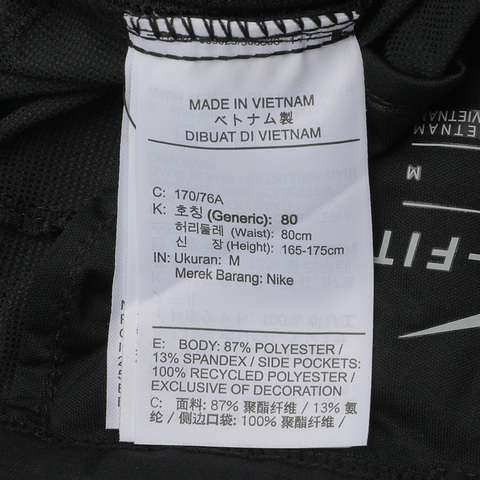 MADE IN VIETNAM
ベトナム製
DIBUAT DI VIETNAM
C: 170/76A
K: 호칭 (Generic): 80
허리둘레 (Waist): 80cm
신 장 (Height): 165-175cm
IN: Ukuran: M
Merek Barang: Nike
E: BODY: 87% POLYESTER /
13% SPANDEX / SIDE POCKETS:
100% RECYCLED POLYESTER /
EXCLUSIVE OF DECORATION
C: 面料: 87% 聚酯纤维 / 13% 氨
纶 / 侧边口袋: 100% 聚酯纤维 /
M
-FIT